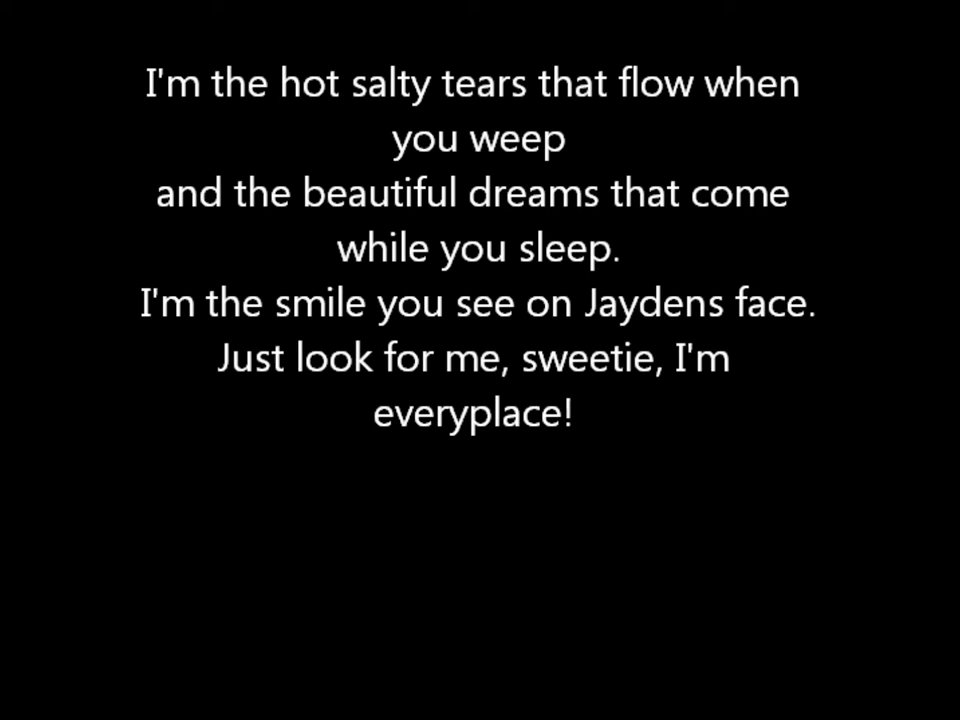 I'm the hot salty tears that flow when
you weep
and the beautiful dreams that come
while you sleep.
I'm the smile you see on Jaydens face.
Just look for me, sweetie, I'm
everyplace!